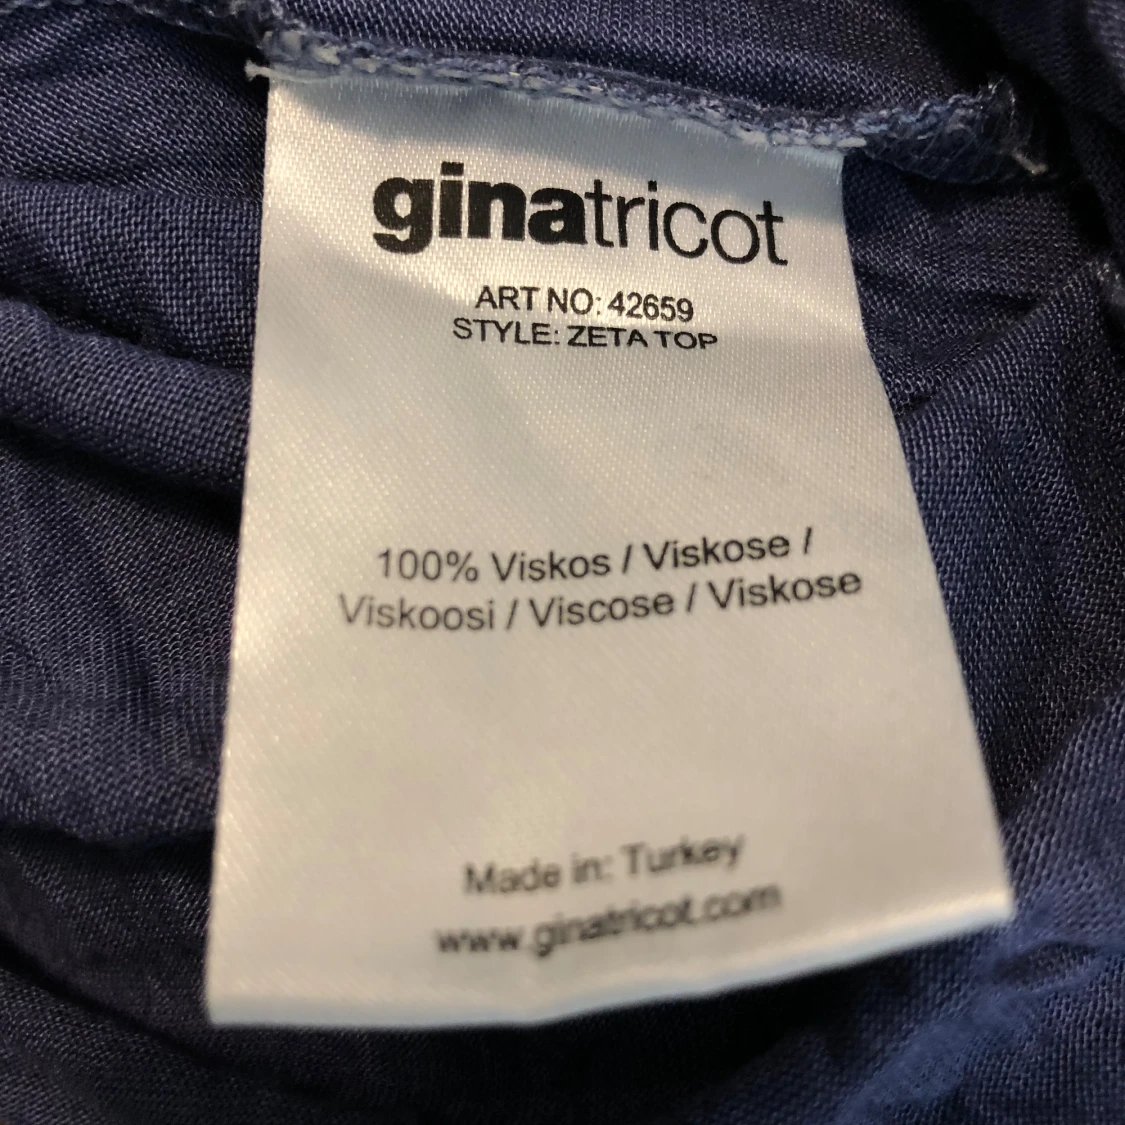 ginatricot
ART NO: 42659
STYLE: ZETA TOP
100% Viskos / Viskose /
Viskoosi / Viscose / Viskose
Made in: Turkey
www.ginatricot.com